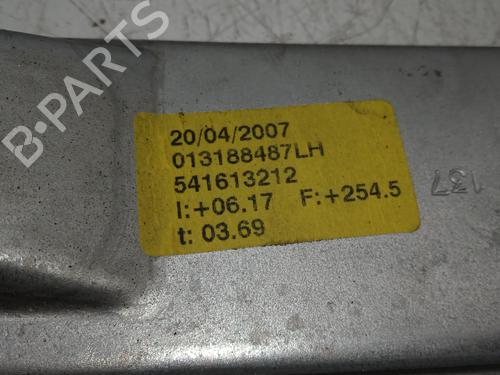 20/04/2007
013188487LH
541613212
I:+06.17 F:+254.5
t: 03.69
137
B-PARTS